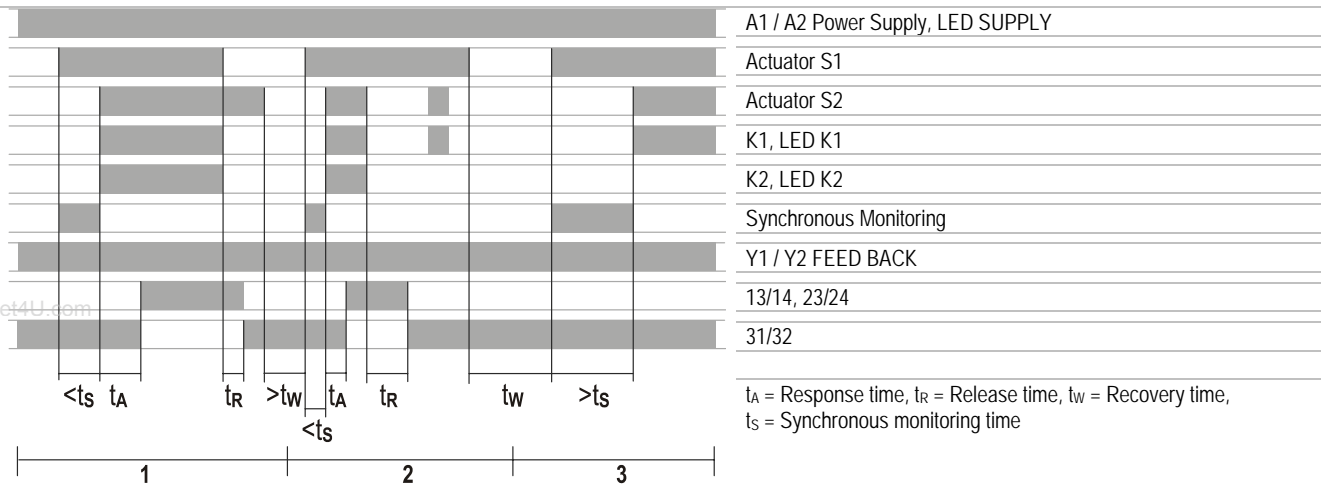 A1 / A2 Power Supply, LED SUPPLY
Actuator S1
Actuator S2
K1, LED K1
K2, LED K2
Synchronous Monitoring
Y1 / Y2 FEED BACK
et4U.com
13/14, 23/24
31/32
<tS tA tR >tW tA tR tW >tS
<tS
tA = Response time, tR = Release time, tW = Recovery time,
tS = Synchronous monitoring time
1 2 3